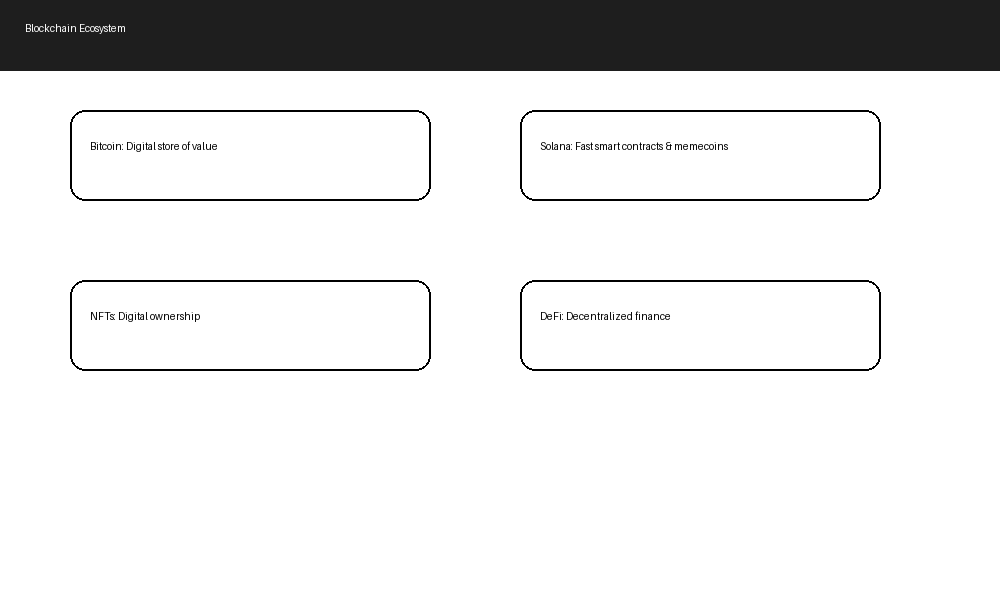 Blockchain Ecosystem
Bitcoin: Digital store of value
Solana: Fast smart contracts & memecoins
NFTs: Digital ownership
DeFi: Decentralized finance